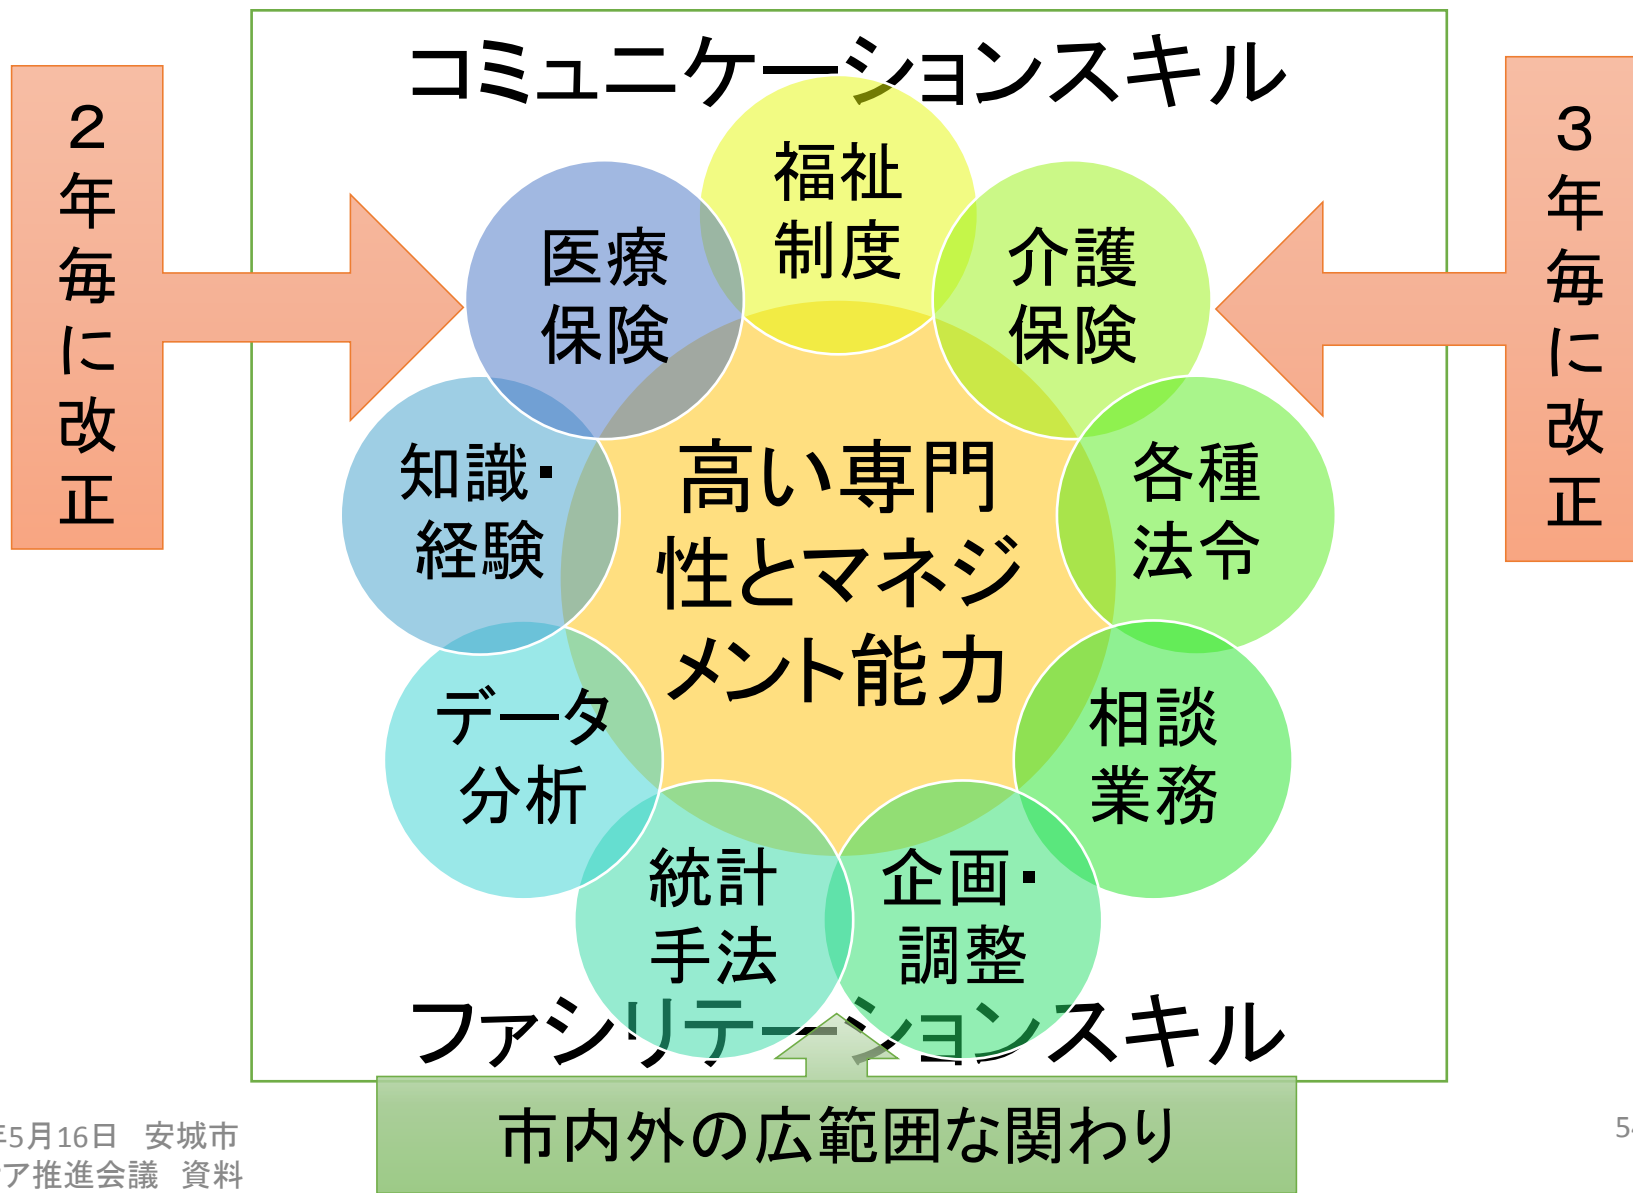 コミュニケーションスキル
２年毎に改正
３年毎に改正
福祉
制度
医療
保険
介護
保険
知識・
経験
各種
法令
高い専門
性とマネジ
メント能力
データ
分析
相談
業務
統計
手法
企画・
調整
ファシリテーションスキル
市内外の広範囲な関わり
年5月16日　安城市
ケア推進会議　資料